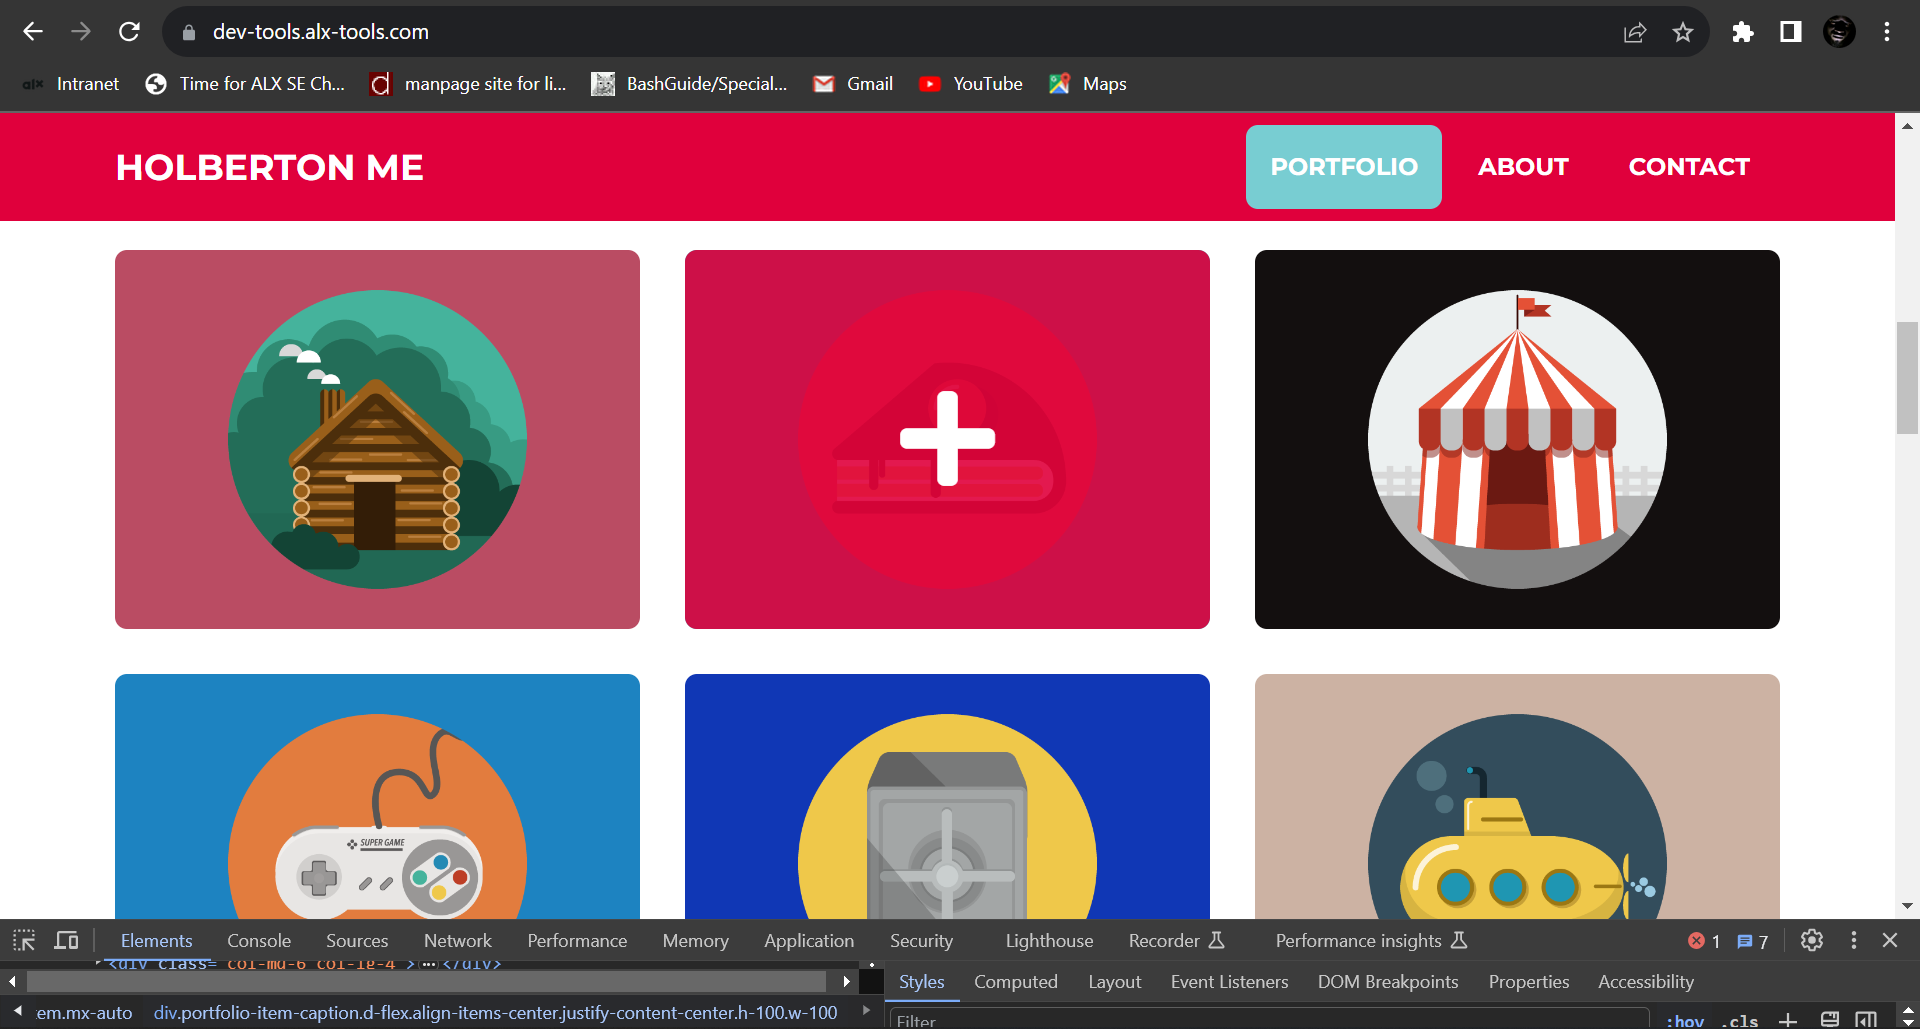 dev-tools.alx-tools.com
alx Intranet Time for ALX SE Ch... manpage site for li... BashGuide/Special... Gmail YouTube Maps
HOLBERTON ME PORTFOLIO ABOUT CONTACT
SUPER GAME
Elements Console Sources Network Performance Memory Application Security Lighthouse Recorder Performance insights 1 7
<div class="col-md-6 col-lg-4"> ... </div>
Styles Computed Layout Event Listeners DOM Breakpoints Properties Accessibility
em.mx-auto div.portfolio-item-caption.d-flex.align-items-center.justify-content-center.h-100.w-100
Filter :hov .cls